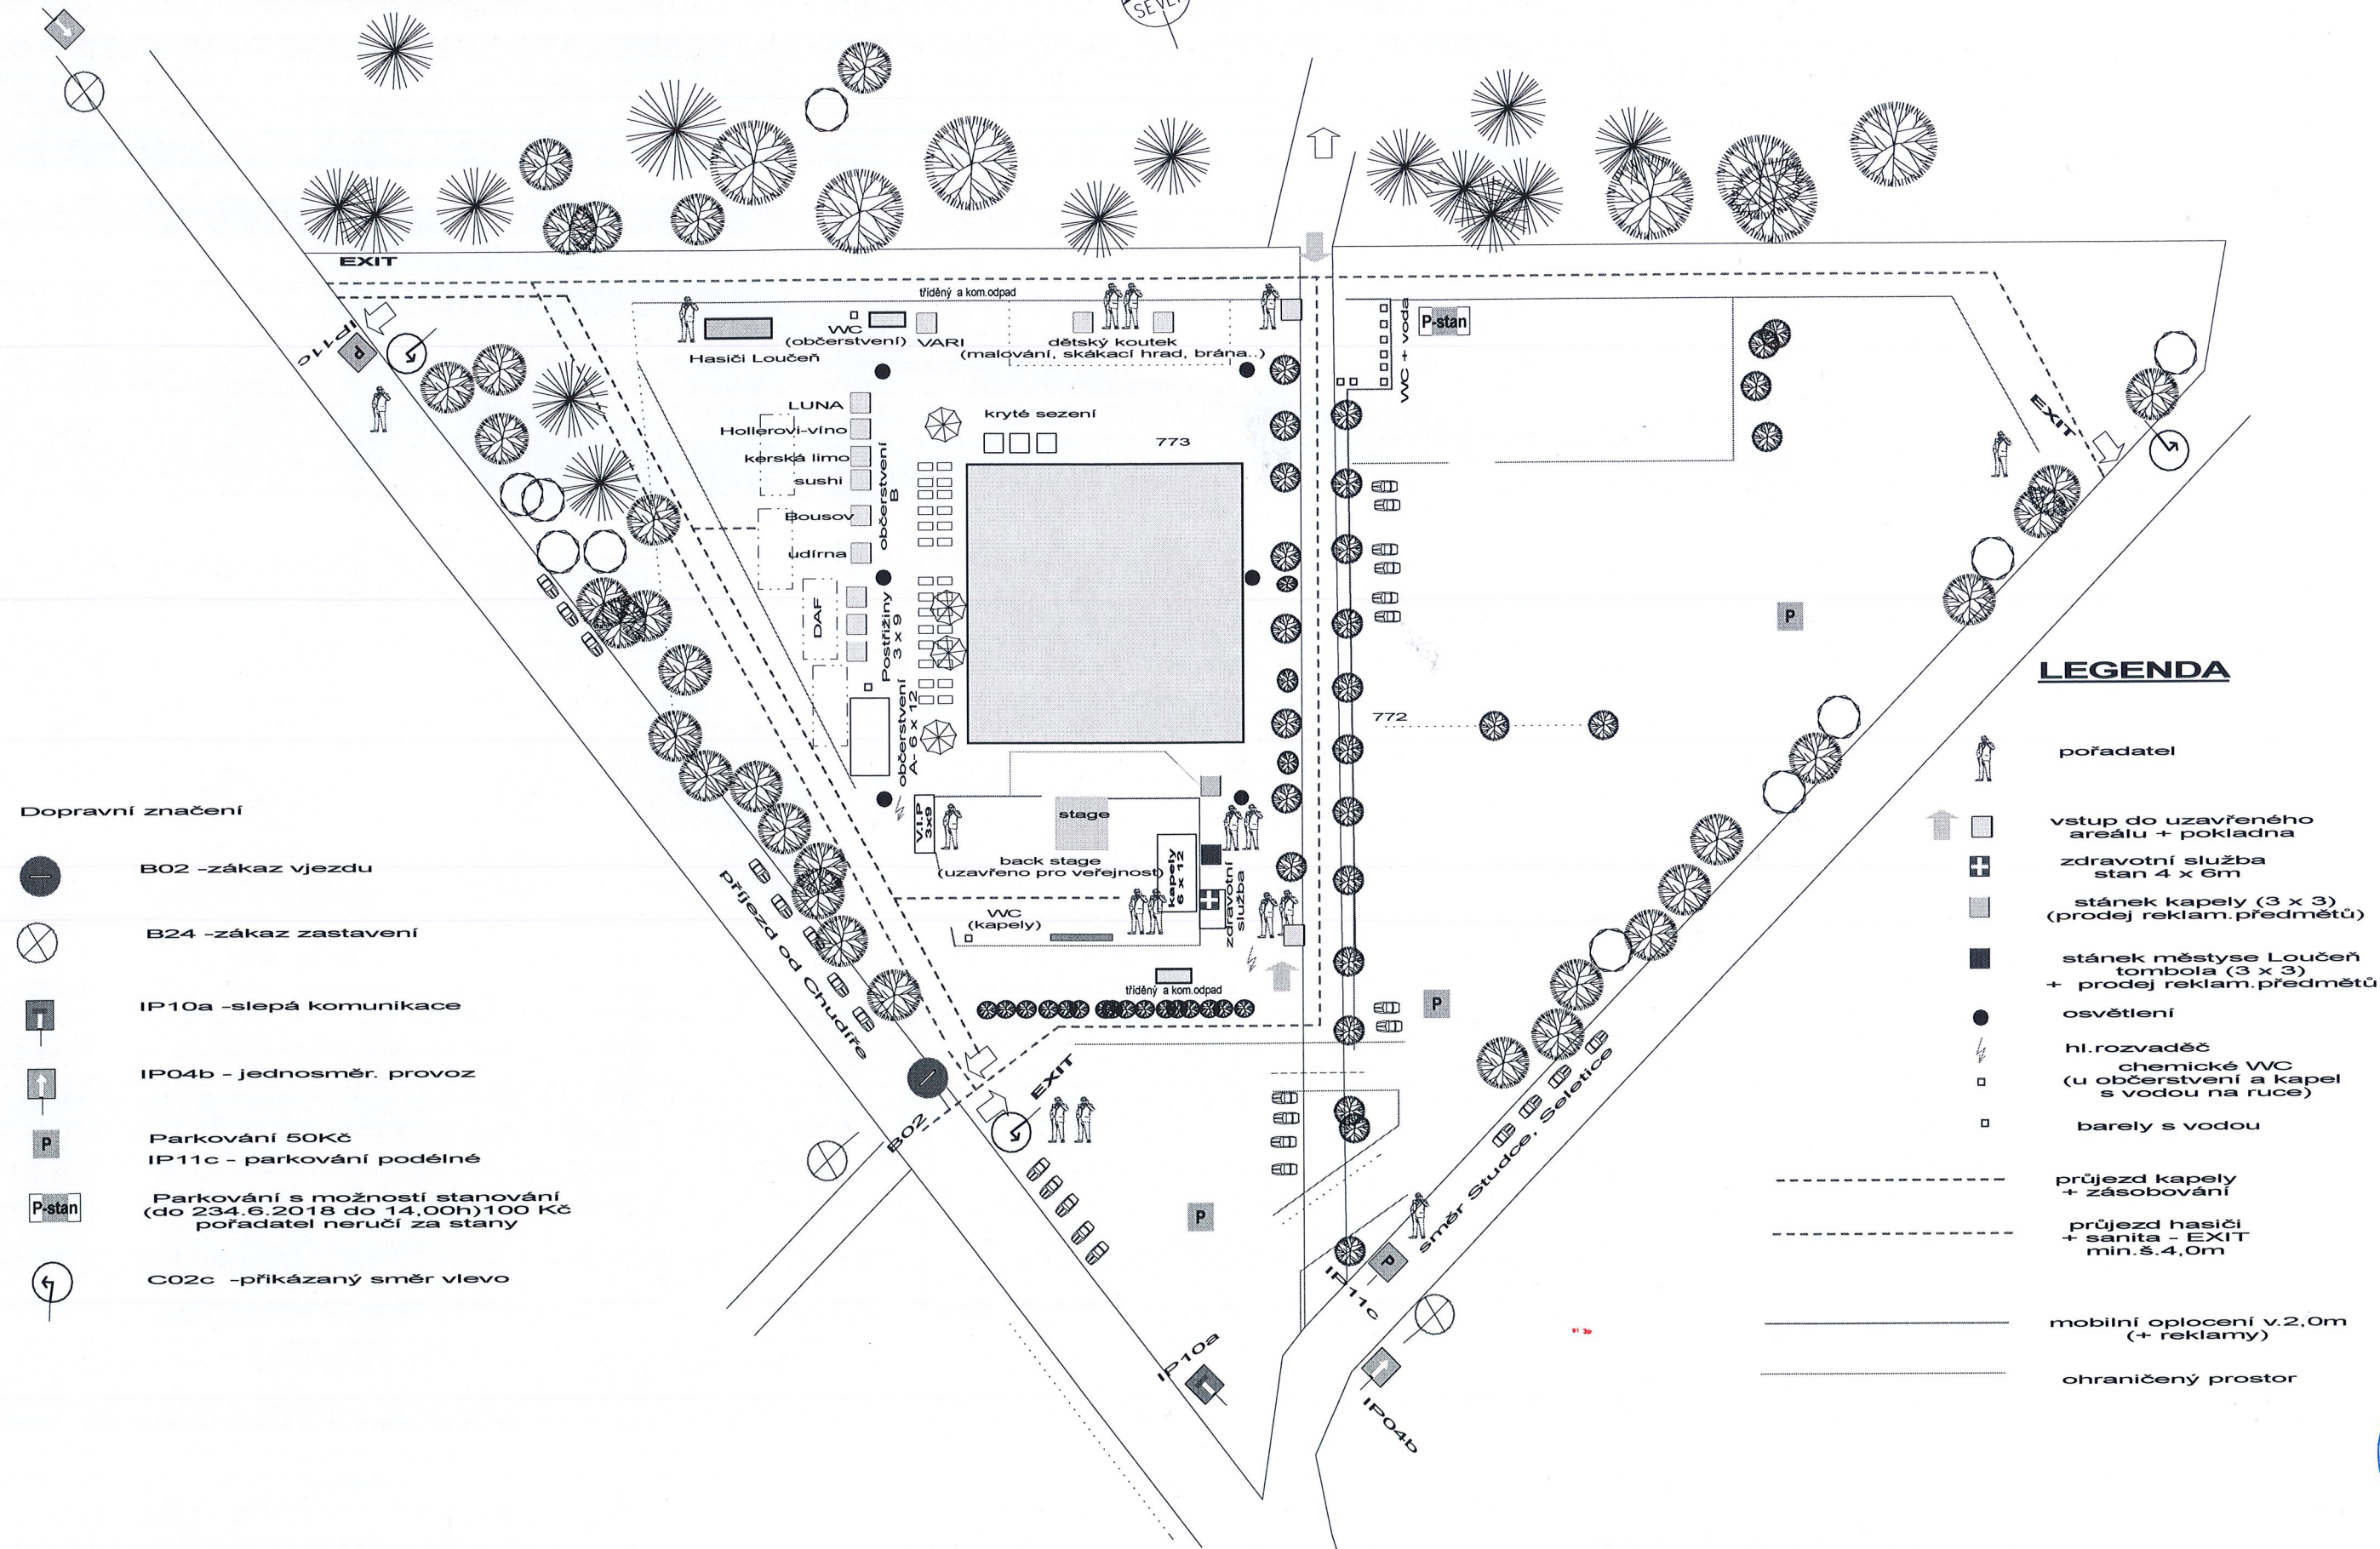 SEVER
EXIT
tříděný a kom.odpad
WC
(občerstvení)
VARI
dětský koutek
(malování, skákací hrad, brána..)
Hasiči Loučeň
WC + voda
P-stan
IP11c
P
LUNA
Hollerovi-víno
kerská limo
sushi
Bousov
udírna
občerstvení
B
kryté sezení
773
EXIT
DAF
Postřižiny
3 x 9
občerstvení
A- 6 x 12
P
772
V.I.P
3x9
stage
back stage
(uzavřeno pro veřejnost)
kapely
6 x 12
zdravotní
služba
WC
(kapely)
tříděný a kom.odpad
příjezd od Chudíře
P
EXIT
B02
P
směr Studce, Seletice
P
IP11c
IP10a
IP04b
Dopravní značení
B02 -zákaz vjezdu
B24 -zákaz zastavení
IP10a -slepá komunikace
IP04b - jednosměr. provoz
P
Parkování 50Kč
IP11c - parkování podélné
P-stan
Parkování s možností stanování
(do 234.6.2018 do 14,00h)100 Kč
pořadatel neručí za stany
C02c -přikázaný směr vlevo
LEGENDA
pořadatel
vstup do uzavřeného
areálu + pokladna
zdravotní služba
stan 4 x 6m
stánek kapely (3 x 3)
(prodej reklam.předmětů)
stánek městyse Loučeň
tombola (3 x 3)
+ prodej reklam.předmětů
osvětlení
hl.rozvaděč
chemické WC
(u občerstvení a kapel
s vodou na ruce)
barely s vodou
průjezd kapely
+ zásobování
průjezd hasiči
+ sanita - EXIT
min.š.4,0m
mobilní oplocení v.2,0m
(+ reklamy)
ohraničený prostor